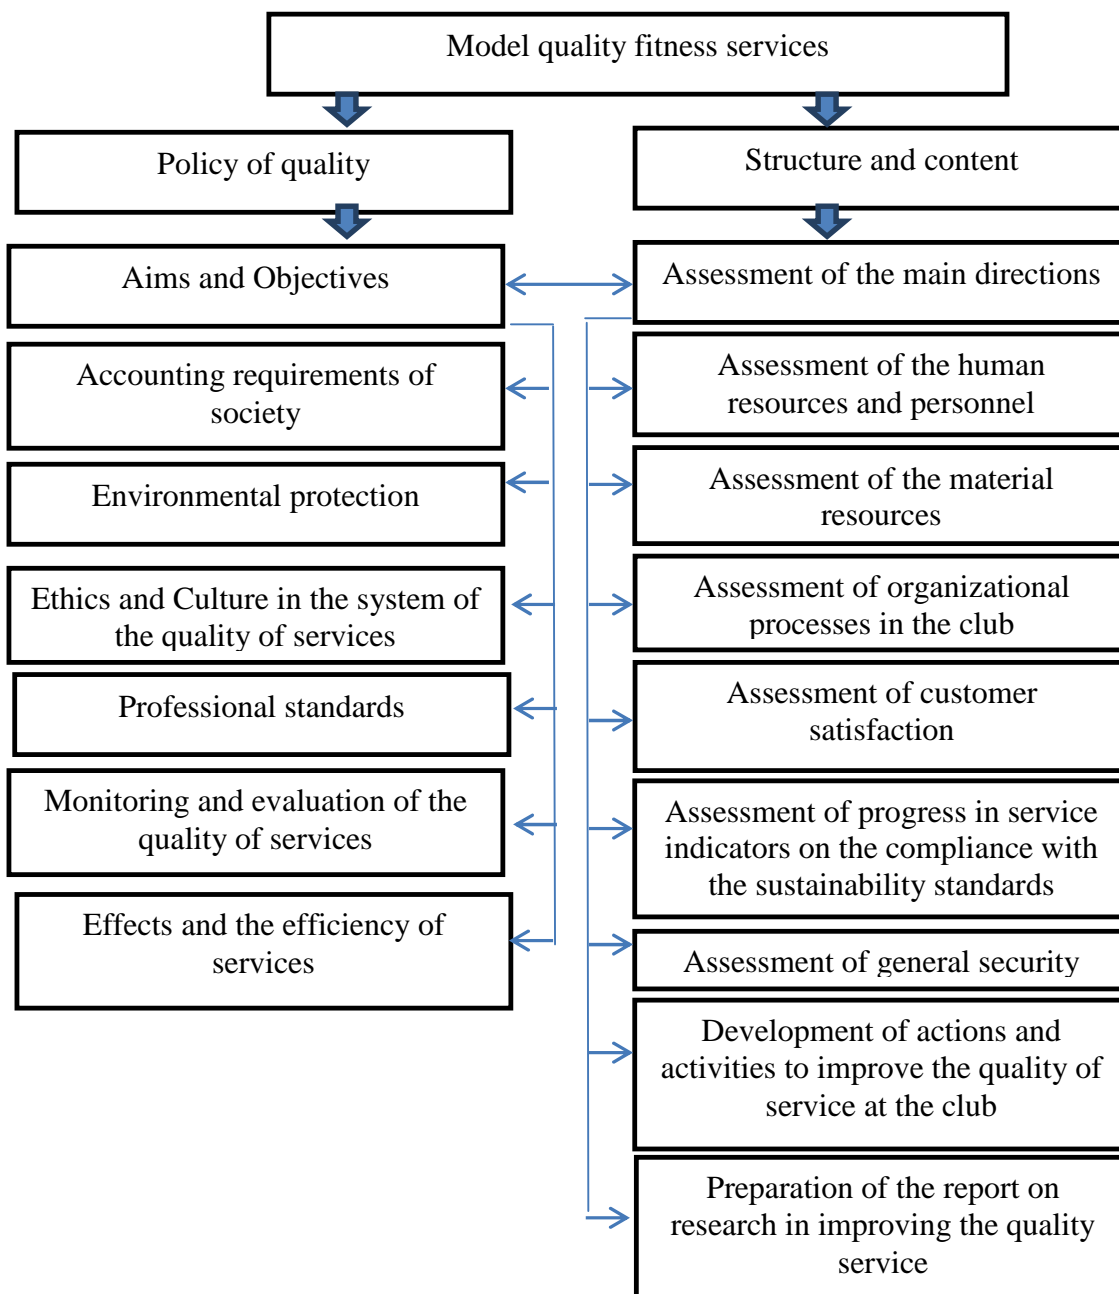 Model quality fitness services
Policy of quality
Structure and content
Aims and Objectives
Assessment of the main directions
Accounting requirements of
society
Assessment of the human
resources and personnel
Environmental protection
Assessment of the material
resources
Ethics and Culture in the system of
the quality of services
Assessment of organizational
processes in the club
Professional standards
Assessment of customer
satisfaction
Monitoring and evaluation of the
quality of services
Assessment of progress in service
indicators on the compliance with
the sustainability standards
Effects and the efficiency of
services
Assessment of general security
Development of actions and
activities to improve the quality of
service at the club
Preparation of the report on
research in improving the quality
service